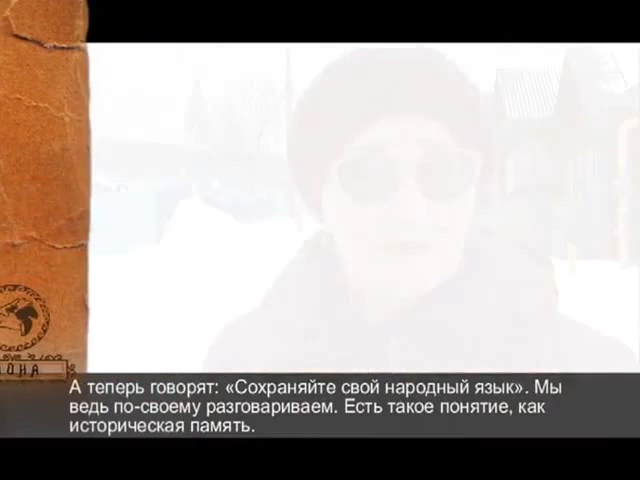 А теперь говорят: «Сохраняйте свой народный язык». Мы
ведь по-своему разговариваем. Есть такое понятие, как
историческая память.